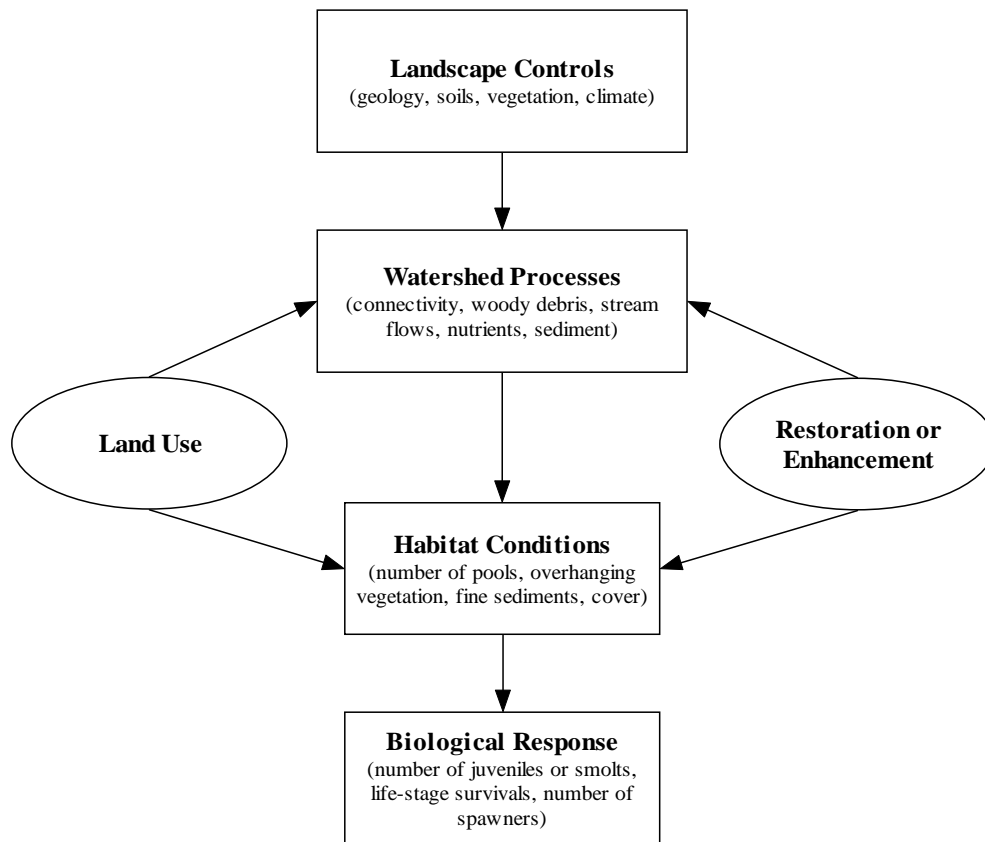 Landscape Controls
(geology, soils, vegetation, climate)
Watershed Processes
(connectivity, woody debris, stream
flows, nutrients, sediment)
Land Use
Restoration or
Enhancement
Habitat Conditions
(number of pools, overhanging
vegetation, fine sediments, cover)
Biological Response
(number of juveniles or smolts,
life-stage survivals, number of
spawners)